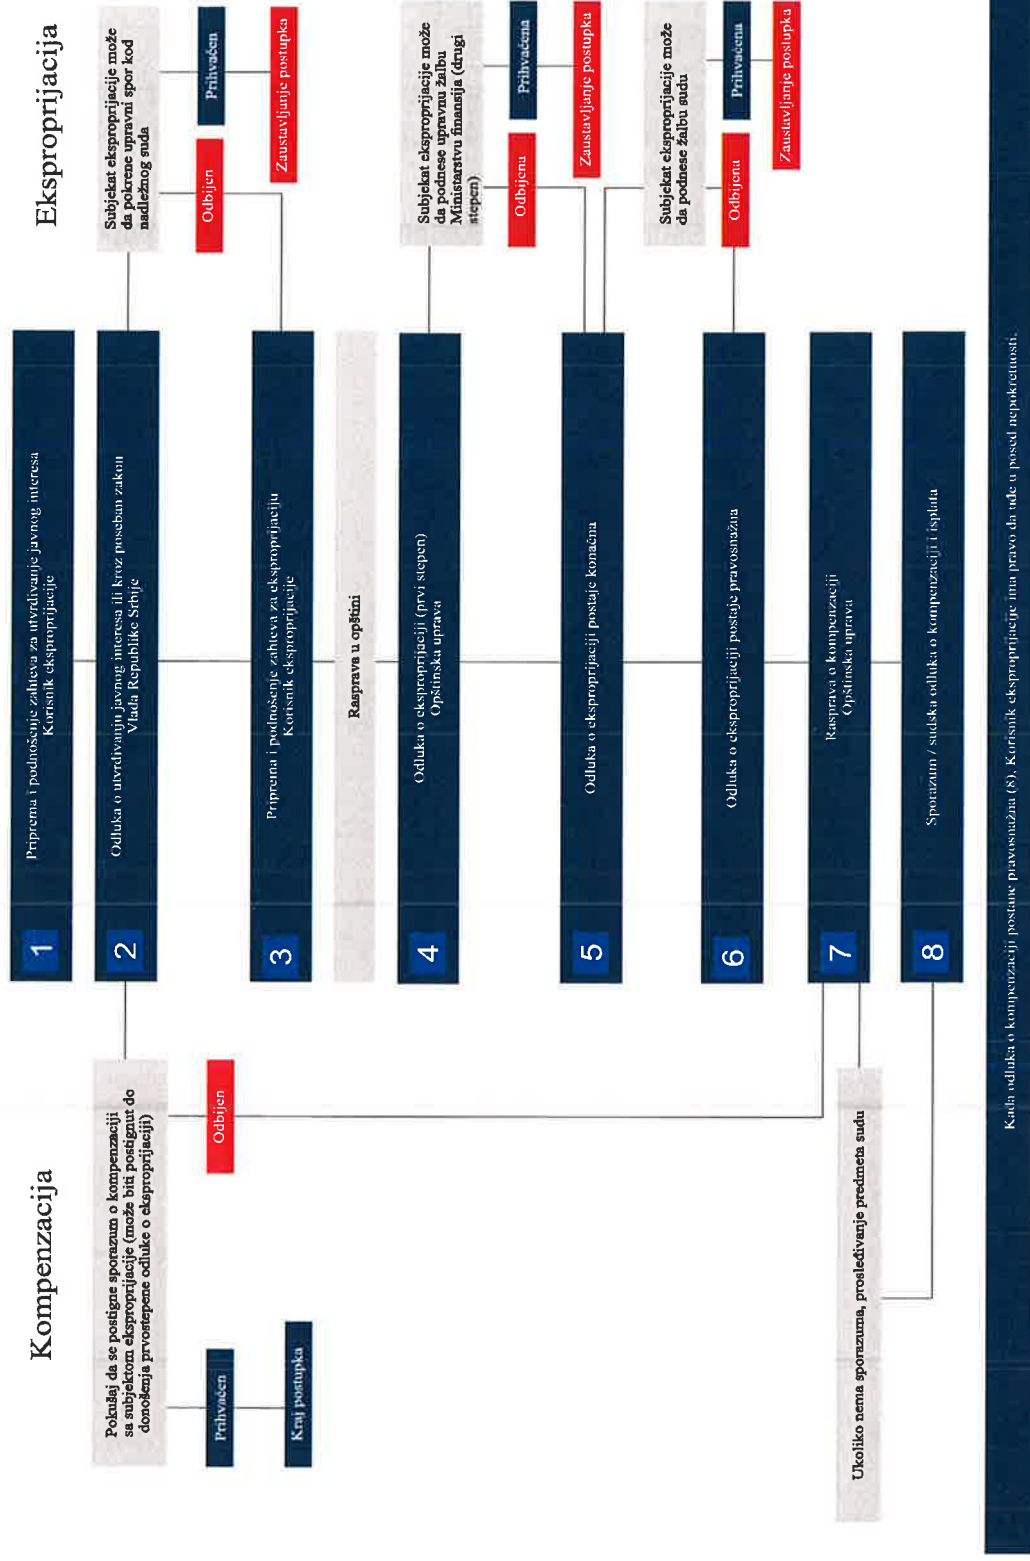 Kompenzacija
Eksproprijacija
1
Priprema i podnošenje zahteva za utvrđivanje javnog interesa
Korisnik eksproprijacije
2
Odluka o utvrđivanju javnog interesa ili kroz poseban zakon
Vlada Republike Srbije
Pokušaj da se postigne sporazum o kompenzaciji
sa subjektom eksproprijacije (može biti postignut do
donošenja prvostepene odluke o eksproprijaciji)
Prihvaćen
Kraj postupka
Odbijen
Subjekat eksproprijacije može
da pokrene upravni spor kod
nadležnog suda
Odbijen
Prihvaćen
Zaustavljanje postupka
3
Priprema i podnošenje zahteva za eksproprijaciju
Korisnik eksproprijacije
Rasprava u opštini
4
Odluka o eksproprijaciji (prvi stepen)
Opštinska uprava
Subjekat eksproprijacije može
da podnese upravnu žalbu
Ministarstvu finansija (drugi
stepen)
Odbijena
Prihvaćena
Zaustavljanje postupka
5
Odluka o eksproprijaciji postaje konačna
Subjekat eksproprijacije može
da podnese žalbu sudu
Odbijena
Prihvaćena
Zaustavljanje postupka
6
Odluka o eksproprijaciji postaje pravosnažna
7
Rasprava o kompenzaciji
Opštinska uprava
Ukoliko nema sporazuma, prosleđivanje predmeta sudu
8
Sporazum / sudska odluka o kompenzaciji i isplata
Kada odluka o kompenzaciji postane pravosnažna (8), Korisnik eksproprijacije ima pravo da uđe u posed nepokretnosti.